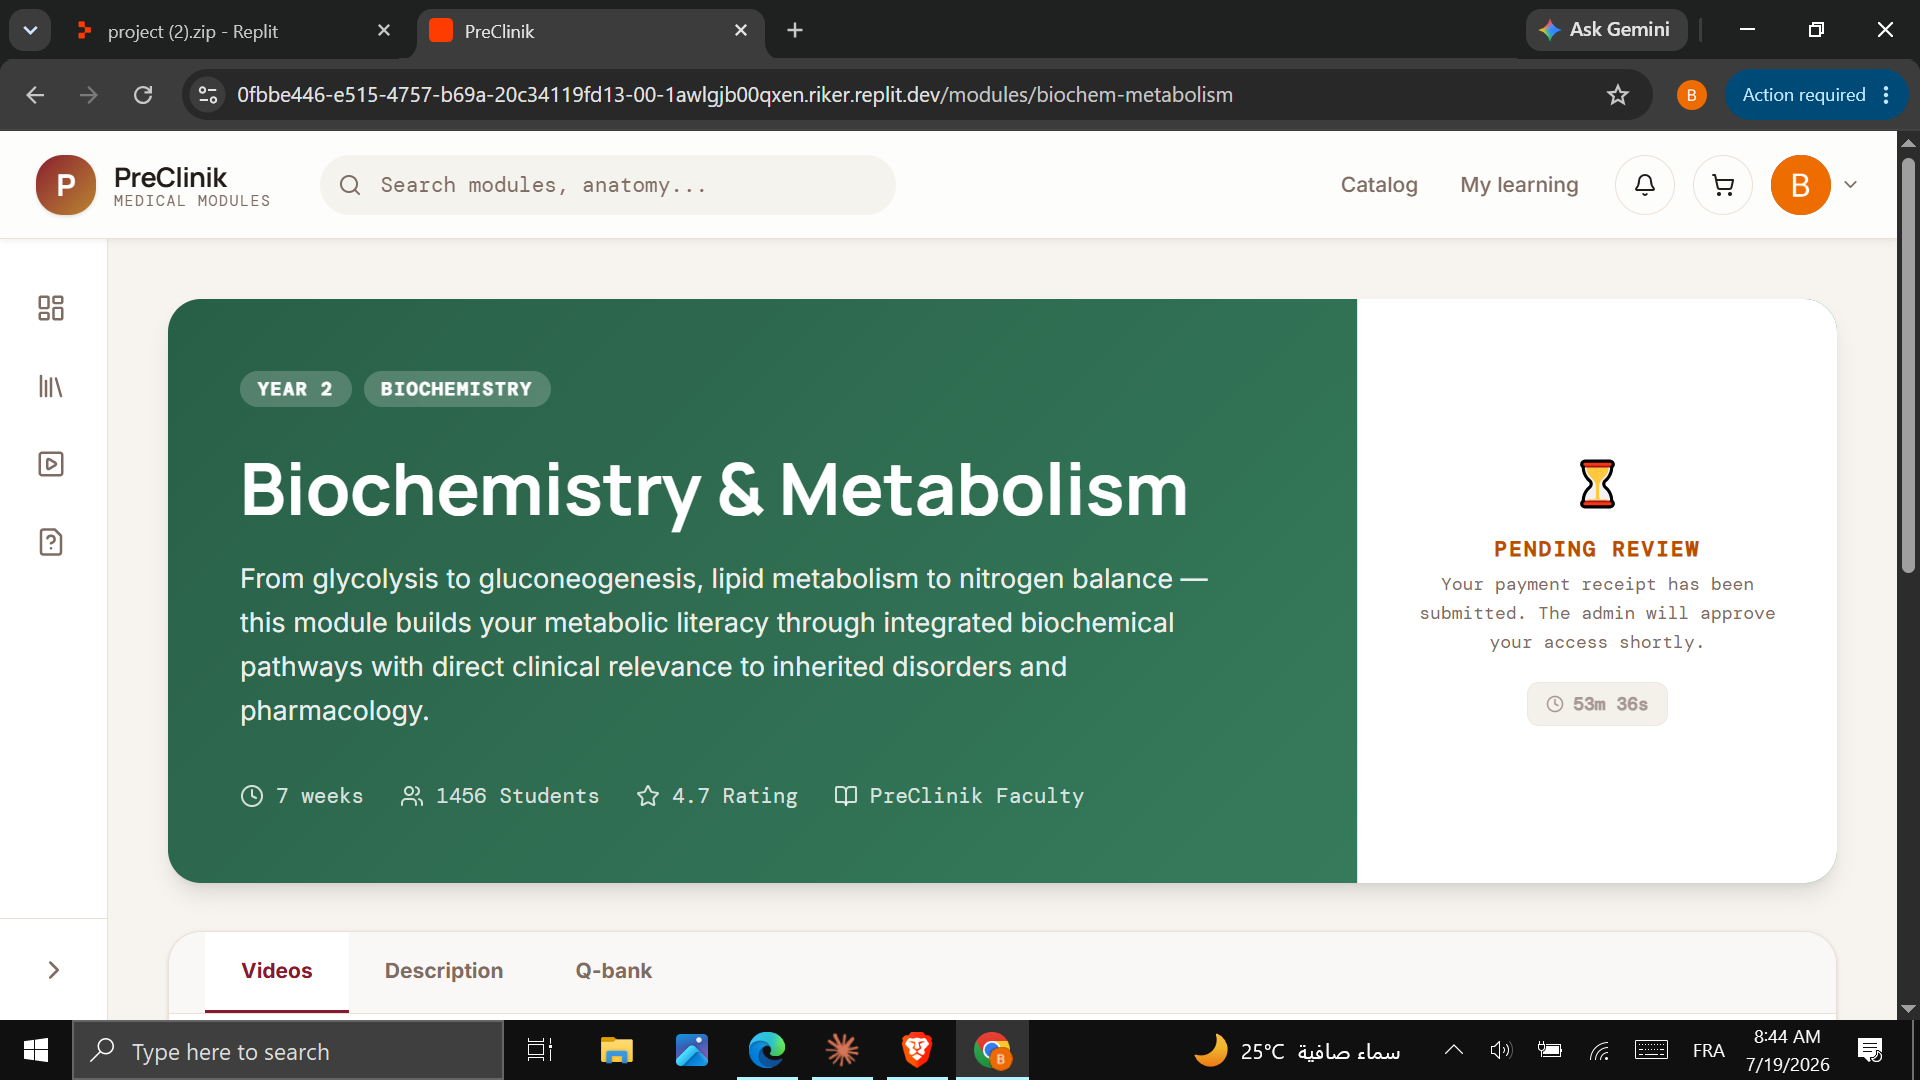 project (2).zip - Replit
PreClinik
Ask Gemini
0fbbe446-e515-4757-b69a-20c34119fd13-00-1awlgjb00qxen.riker.replit.dev/modules/biochem-metabolism
B
Action required
P
PreClinik
MEDICAL MODULES
Search modules, anatomy...
Catalog
My learning
B
YEAR 2
BIOCHEMISTRY
Biochemistry & Metabolism
From glycolysis to gluconeogenesis, lipid metabolism to nitrogen balance —
this module builds your metabolic literacy through integrated biochemical
pathways with direct clinical relevance to inherited disorders and
pharmacology.
7 weeks
1456 Students
4.7 Rating
PreClinik Faculty
PENDING REVIEW
Your payment receipt has been
submitted. The admin will approve
your access shortly.
53m 36s
Videos
Description
Q-bank
Type here to search
B
25°C سماء صافية
FRA
8:44 AM
7/19/2026